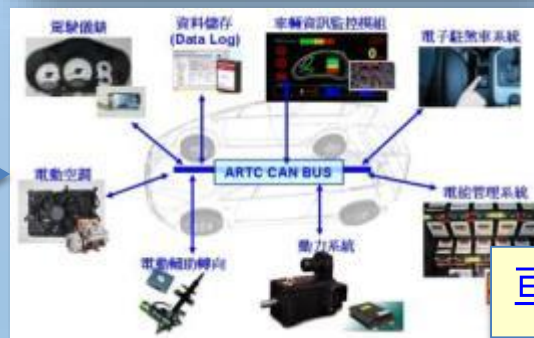 駕駛儀錶
資料儲存
(Data Log)
車輛資訊監控模組
電子駐煞車系統
ARTC CAN BUS
電動空調
電能管理系統
電動輔助轉向
動力系統